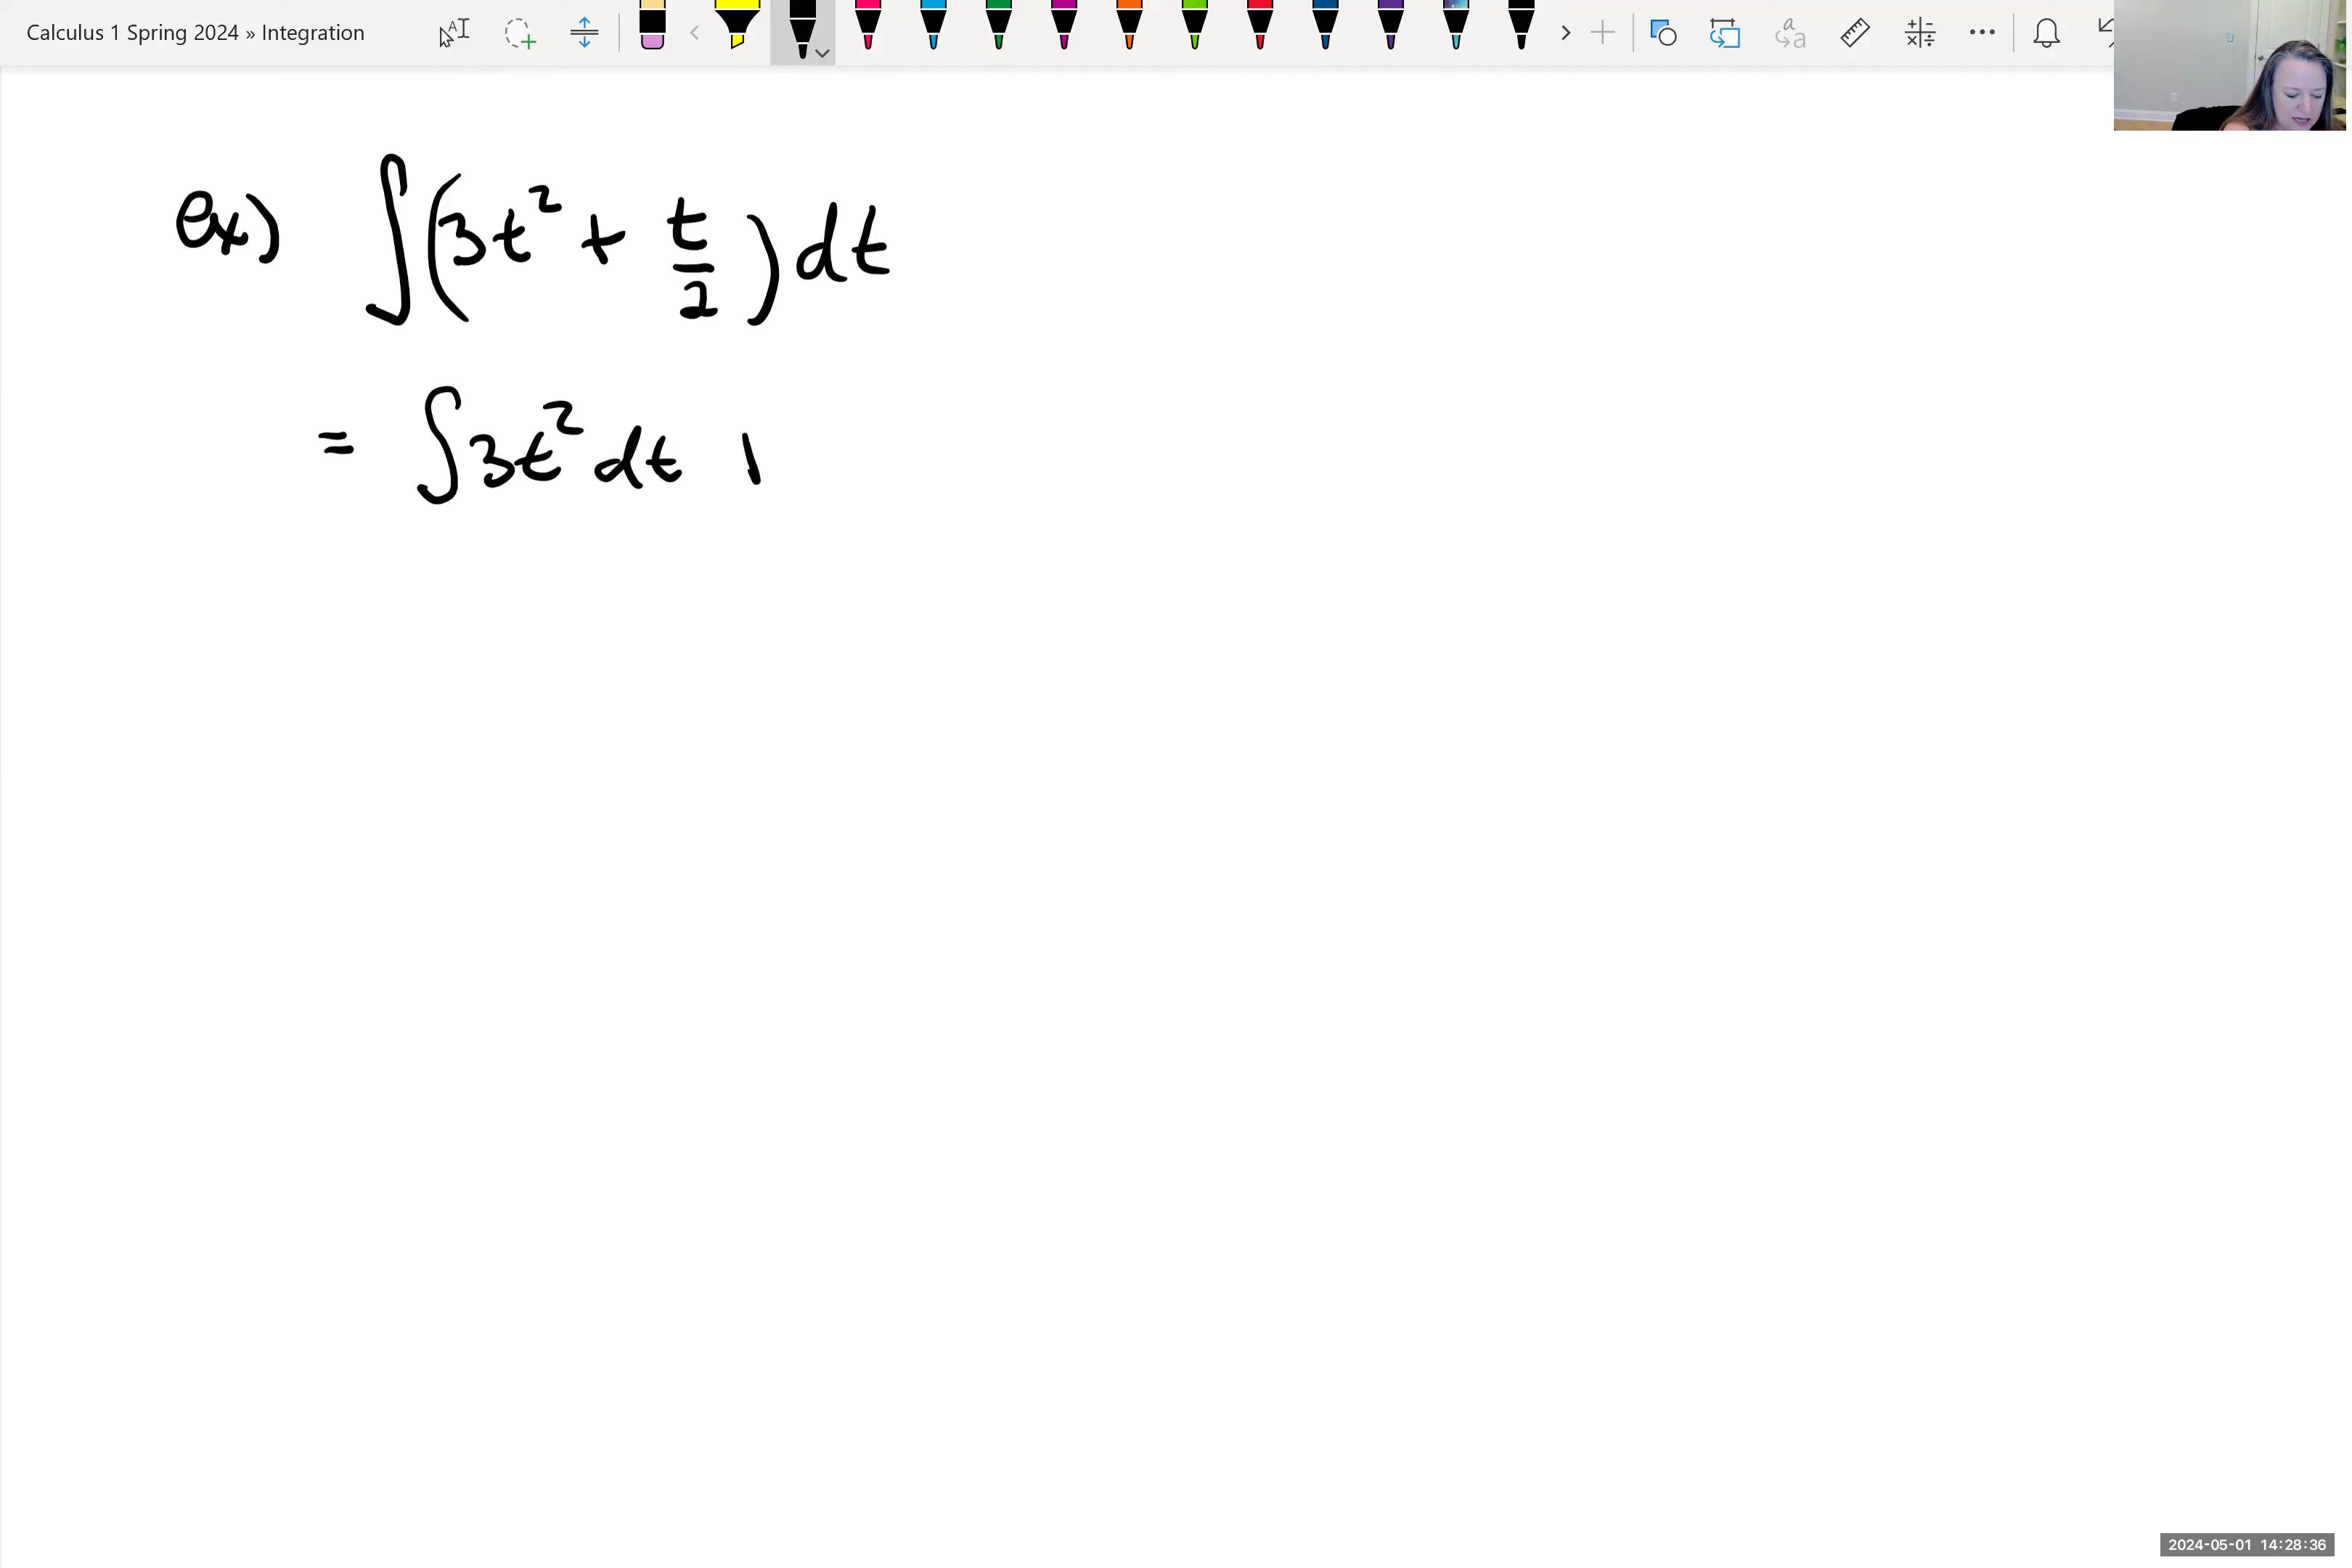 Calculus 1 Spring 2024 » Integration
ex) ∫(3t² + t/2) dt
= ∫3t² dt
2024-05-01 14:28:36